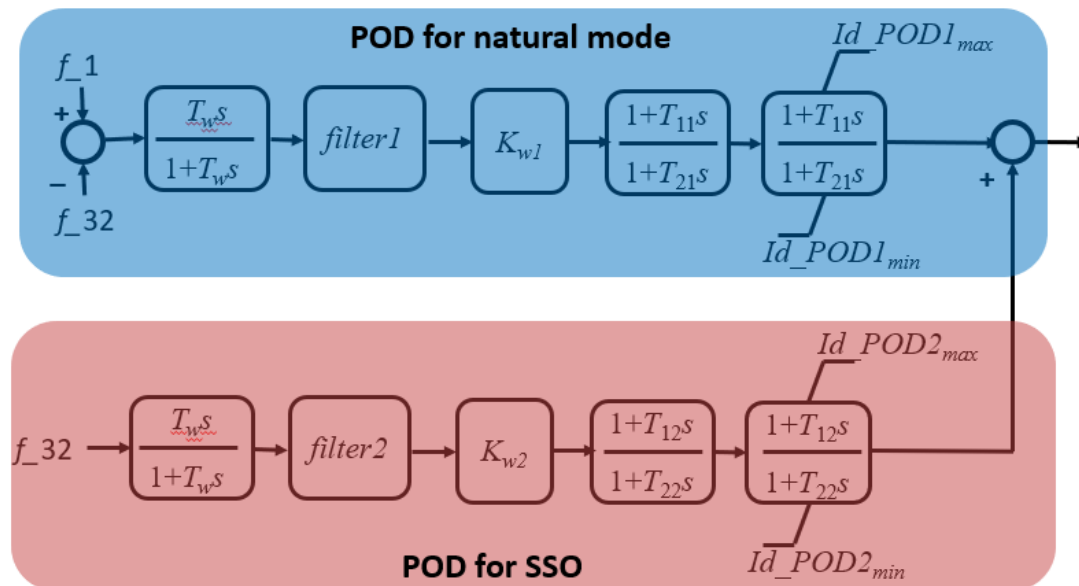 POD for natural mode
Id_POD1max
f_1
+
Tws
1+Tws
filter1
Kw1
1+T11s
1+T21s
1+T11s
1+T21s
−
f_32
+
Id_POD1min
Id_POD2max
f_32
Tws
1+Tws
filter2
Kw2
1+T12s
1+T22s
1+T12s
1+T22s
Id_POD2min
POD for SSO